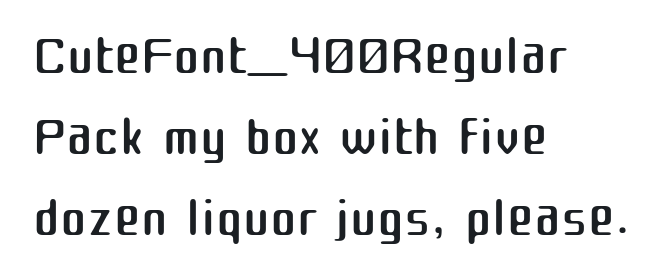 CuteFont_400Regular
Pack my box with five
dozen liquor jugs, please.